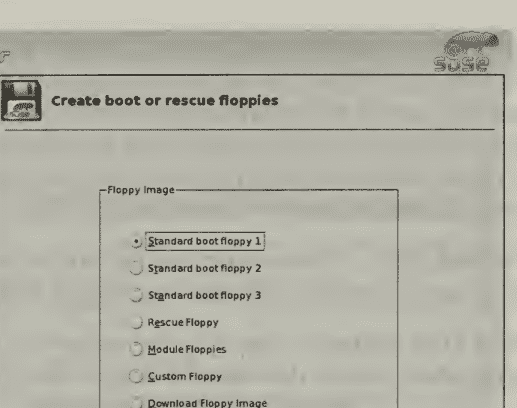 SuSE
Create boot or rescue floppies
Floppy Image
Standard boot floppy 1
Standard boot floppy 2
Standard boot floppy 3
Rescue Floppy
Module Floppies
Custom Floppy
Download Floppy Image